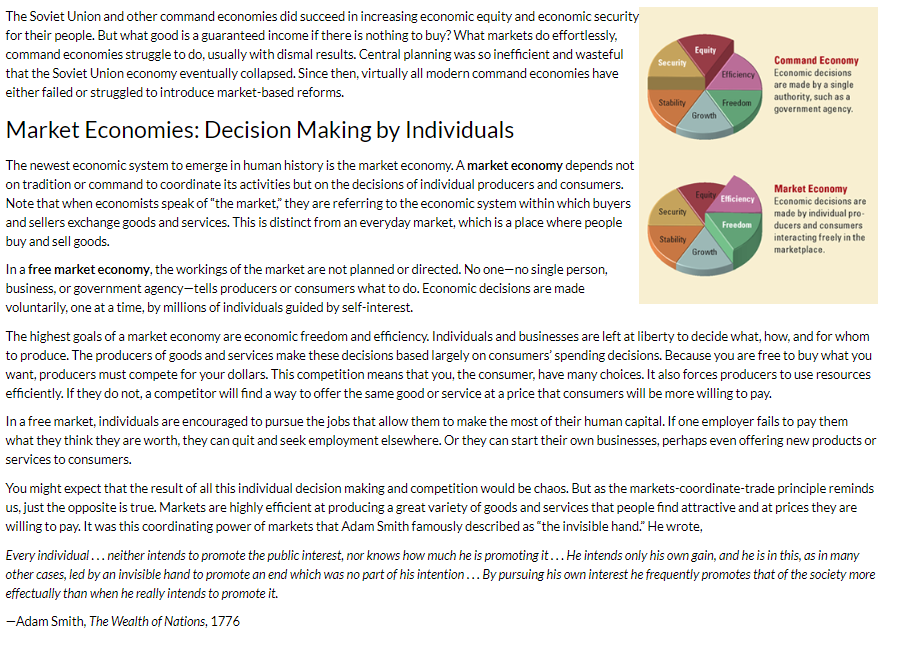 The Soviet Union and other command economies did succeed in increasing economic equity and economic security
for their people. But what good is a guaranteed income if there is nothing to buy? What markets do effortlessly,
command economies struggle to do, usually with dismal results. Central planning was so inefficient and wasteful
that the Soviet Union economy eventually collapsed. Since then, virtually all modern command economies have
either failed or struggled to introduce market-based reforms.
Market Economies: Decision Making by Individuals
The newest economic system to emerge in human history is the market economy. A market economy depends not
on tradition or command to coordinate its activities but on the decisions of individual producers and consumers.
Note that when economists speak of "the market," they are referring to the economic system within which buyers
and sellers exchange goods and services. This is distinct from an everyday market, which is a place where people
buy and sell goods.
In a free market economy, the workings of the market are not planned or directed. No one—no single person,
business, or government agency—tells producers or consumers what to do. Economic decisions are made
voluntarily, one at a time, by millions of individuals guided by self-interest.
Equity
Security
Efficiency
Stability
Freedom
Growth
Command Economy
Economic decisions
are made by a single
authority, such as a
government agency.
Equity
Efficiency
Security
Freedom
Stability
Growth
Market Economy
Economic decisions are
made by individual pro-
ducers and consumers
interacting freely in the
marketplace.
The highest goals of a market economy are economic freedom and efficiency. Individuals and businesses are left at liberty to decide what, how, and for whom
to produce. The producers of goods and services make these decisions based largely on consumers' spending decisions. Because you are free to buy what you
want, producers must compete for your dollars. This competition means that you, the consumer, have many choices. It also forces producers to use resources
efficiently. If they do not, a competitor will find a way to offer the same good or service at a price that consumers will be more willing to pay.
In a free market, individuals are encouraged to pursue the jobs that allow them to make the most of their human capital. If one employer fails to pay them
what they think they are worth, they can quit and seek employment elsewhere. Or they can start their own businesses, perhaps even offering new products or
services to consumers.
You might expect that the result of all this individual decision making and competition would be chaos. But as the markets-coordinate-trade principle reminds
us, just the opposite is true. Markets are highly efficient at producing a great variety of goods and services that people find attractive and at prices they are
willing to pay. It was this coordinating power of markets that Adam Smith famously described as "the invisible hand." He wrote,
Every individual . . . neither intends to promote the public interest, nor knows how much he is promoting it . . . He intends only his own gain, and he is in this, as in many
other cases, led by an invisible hand to promote an end which was no part of his intention . . . By pursuing his own interest he frequently promotes that of the society more
effectually than when he really intends to promote it.
—Adam Smith, The Wealth of Nations, 1776